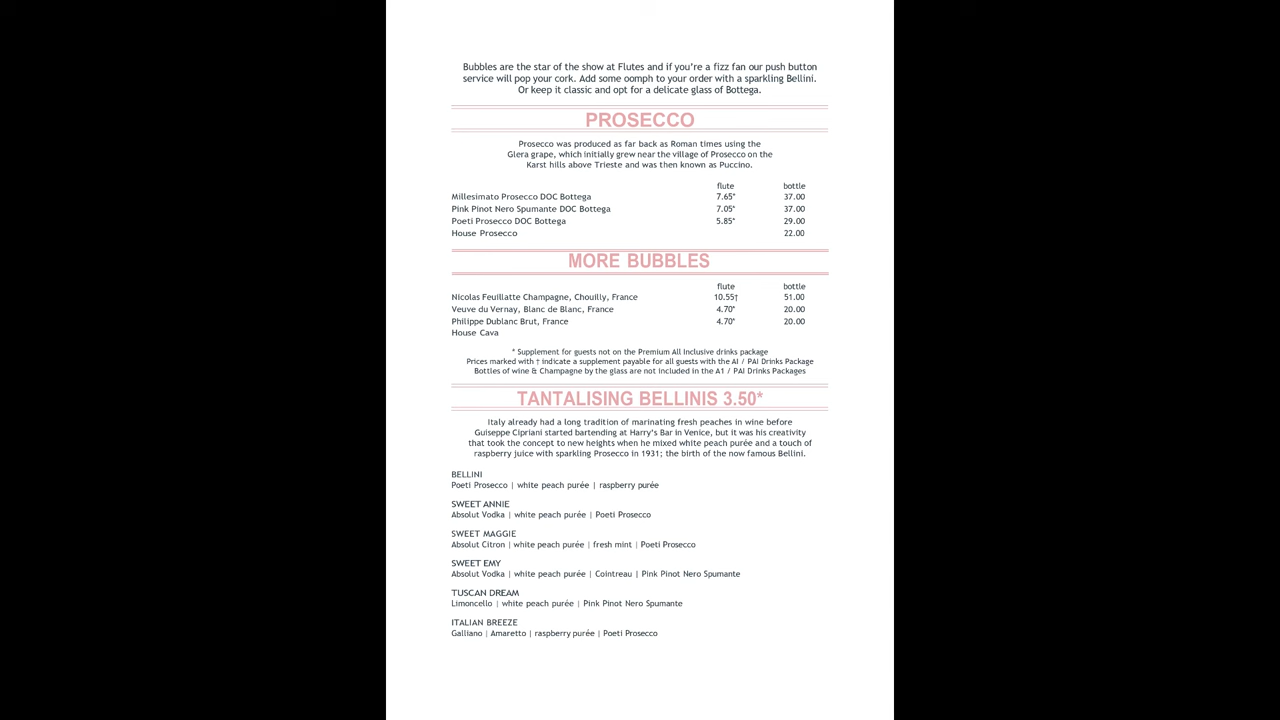 Bubbles are the star of the show at Flutes and if you're a fizz fan our push button
service will pop your cork. Add some oomph to your order with a sparkling Bellini.
Or keep it classic and opt for a delicate glass of Bottega.
PROSECCO
Prosecco was produced as far back as Roman times using the
Glera grape, which initially grew near the village of Prosecco on the
Karst hills above Trieste and was then known as Puccino.
flute bottle
Millesimato Prosecco DOC Bottega 7.65* 37.00
Pink Pinot Nero Spumante DOC Bottega 7.05* 37.00
Poeti Prosecco DOC Bottega 5.85* 29.00
House Prosecco 22.00
MORE BUBBLES
flute bottle
Nicolas Feuillatte Champagne, Chouilly, France 10.55† 51.00
Veuve du Vernay, Blanc de Blanc, France 4.70* 20.00
Philippe Dublanc Brut, France 4.70* 20.00
House Cava
* Supplement for guests not on the Premium All Inclusive drinks package
Prices marked with † indicate a supplement payable for all guests with the AI / PAI Drinks Package
Bottles of wine & Champagne by the glass are not included in the A1 / PAI Drinks Packages
TANTALISING BELLINIS 3.50*
Italy already had a long tradition of marinating fresh peaches in wine before
Guiseppe Cipriani started bartending at Harry's Bar in Venice, but it was his creativity
that took the concept to new heights when he mixed white peach purée and a touch of
raspberry juice with sparkling Prosecco in 1931; the birth of the now famous Bellini.
BELLINI
Poeti Prosecco | white peach purée | raspberry purée
SWEET ANNIE
Absolut Vodka | white peach purée | Poeti Prosecco
SWEET MAGGIE
Absolut Citron | white peach purée | fresh mint | Poeti Prosecco
SWEET EMY
Absolut Vodka | white peach purée | Cointreau | Pink Pinot Nero Spumante
TUSCAN DREAM
Limoncello | white peach purée | Pink Pinot Nero Spumante
ITALIAN BREEZE
Galliano | Amaretto | raspberry purée | Poeti Prosecco